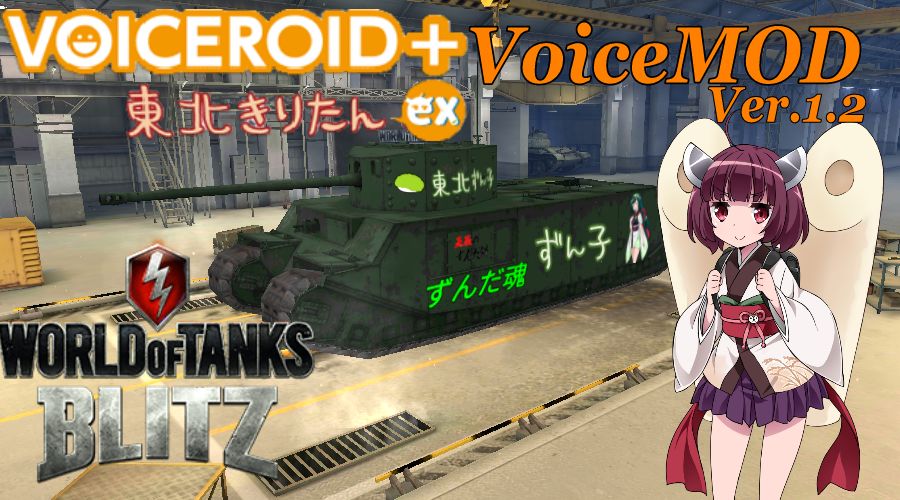 VOICEROID+
東北きりたん ex
VoiceMOD
Ver.1.2
東北ずん子
ずん子
ずんだ魂
WORLD OF TANKS
BLITZ